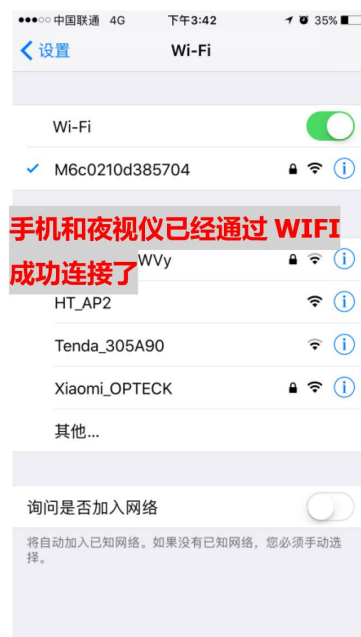 中国联通 4G 下午3:42 35%
设置 Wi-Fi
Wi-Fi
M6c0210d385704
手机和夜视仪已经通过 WIFI
成功连接了
WVy
HT_AP2
Tenda_305A90
Xiaomi_OPTECK
其他...
询问是否加入网络
将自动加入已知网络。如果没有已知网络，您必须手动选
择。